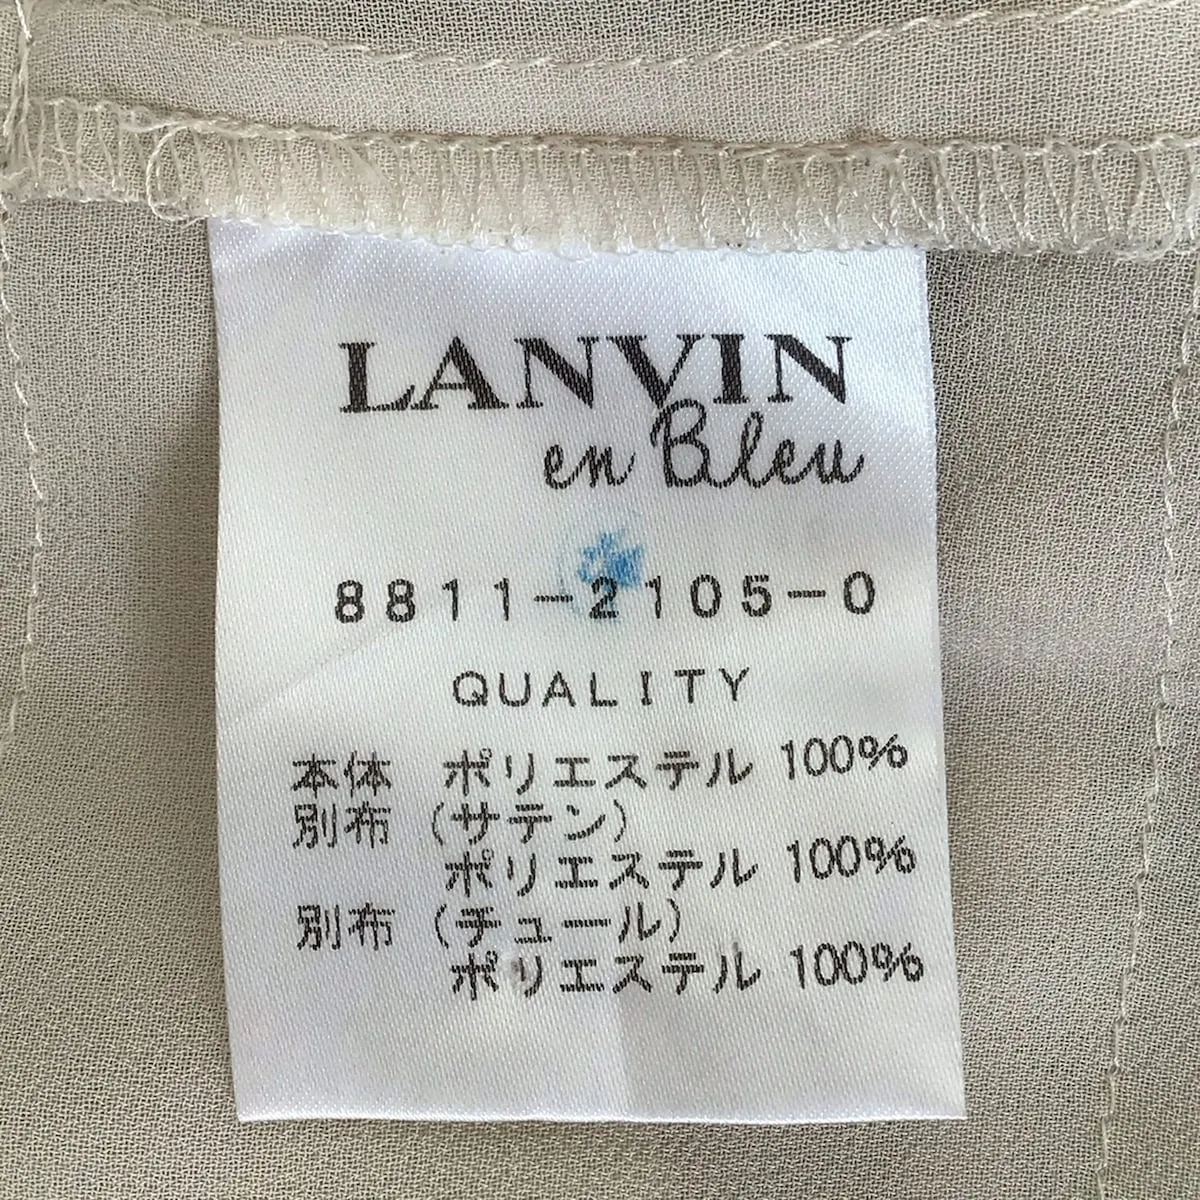 LANVIN
en Bleu
8811-2105-0
QUALITY
本体 ポリエステル 100%
別布 (サテン)
ポリエステル 100%
別布 (チュール)
ポリエステル 100%